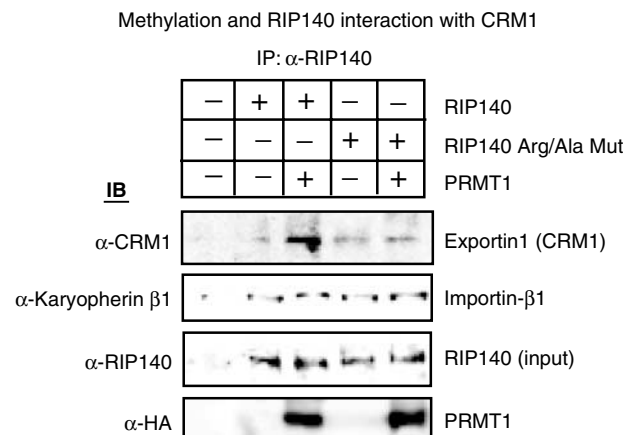 Methylation and RIP140 interaction with CRM1
IP: α-RIP140
− + + − − RIP140
− − − + + RIP140 Arg/Ala Mut
− − + − + PRMT1
IB
α-CRM1 Exportin1 (CRM1)
α-Karyopherin β1 Importin-β1
α-RIP140 RIP140 (input)
α-HA PRMT1